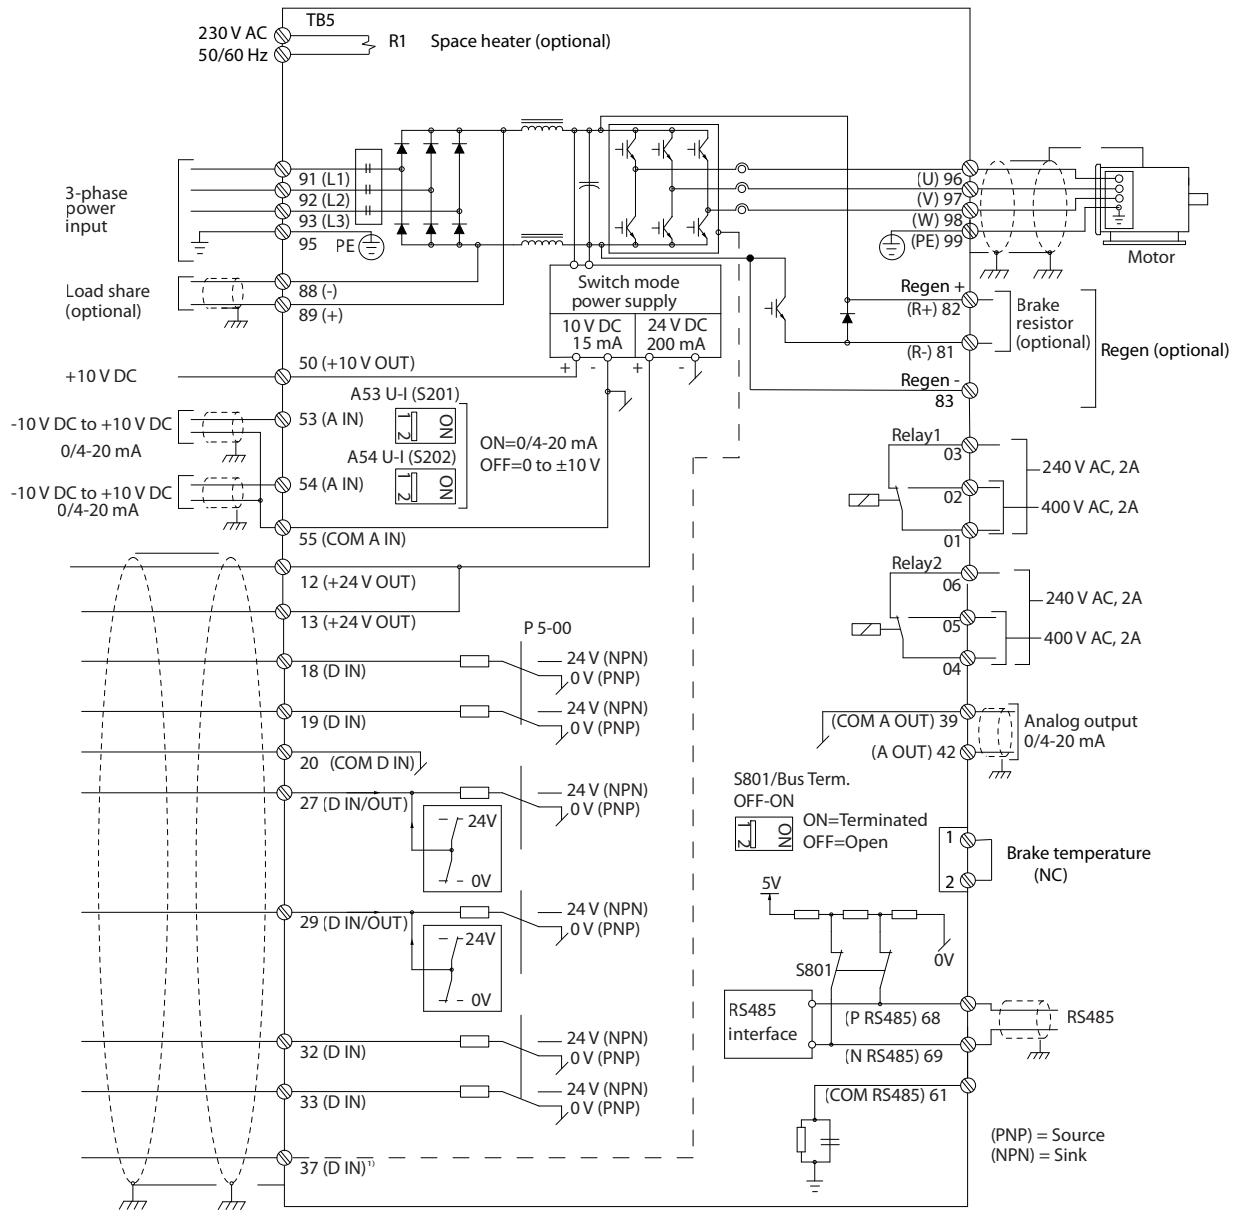 TB5
230 V AC
50/60 Hz
R1
Space heater (optional)
3-phase
power
input
91 (L1)
92 (L2)
93 (L3)
95
PE
(U) 96
(V) 97
(W) 98
(PE) 99
Motor
Load share
(optional)
88 (-)
89 (+)
Switch mode
power supply
10 V DC
15 mA
24 V DC
200 mA
+
-
+
-
Regen +
(R+) 82
Brake
resistor
(optional)
(R-) 81
Regen -
83
Regen (optional)
+10 V DC
50 (+10 V OUT)
A53 U-I (S201)
ON
1 2
A54 U-I (S202)
ON
1 2
ON=0/4-20 mA
OFF=0 to ±10 V
-10 V DC to +10 V DC
0/4-20 mA
53 (A IN)
-10 V DC to +10 V DC
0/4-20 mA
54 (A IN)
55 (COM A IN)
Relay1
03
02
01
240 V AC, 2A
400 V AC, 2A
Relay2
06
05
04
240 V AC, 2A
400 V AC, 2A
12 (+24 V OUT)
13 (+24 V OUT)
P 5-00
18 (D IN)
24 V (NPN)
0 V (PNP)
19 (D IN)
24 V (NPN)
0 V (PNP)
20 (COM D IN)
27 (D IN/OUT)
24 V (NPN)
0 V (PNP)
24V
0V
29 (D IN/OUT)
24 V (NPN)
0 V (PNP)
24V
0V
32 (D IN)
24 V (NPN)
0 V (PNP)
33 (D IN)
24 V (NPN)
0 V (PNP)
37 (D IN)¹⁾
(COM A OUT) 39
(A OUT) 42
Analog output
0/4-20 mA
S801/Bus Term.
OFF-ON
ON
1 2
ON=Terminated
OFF=Open
1
2
Brake temperature
(NC)
5V
0V
S801
RS485
interface
(P RS485) 68
(N RS485) 69
RS485
(COM RS485) 61
(PNP) = Source
(NPN) = Sink